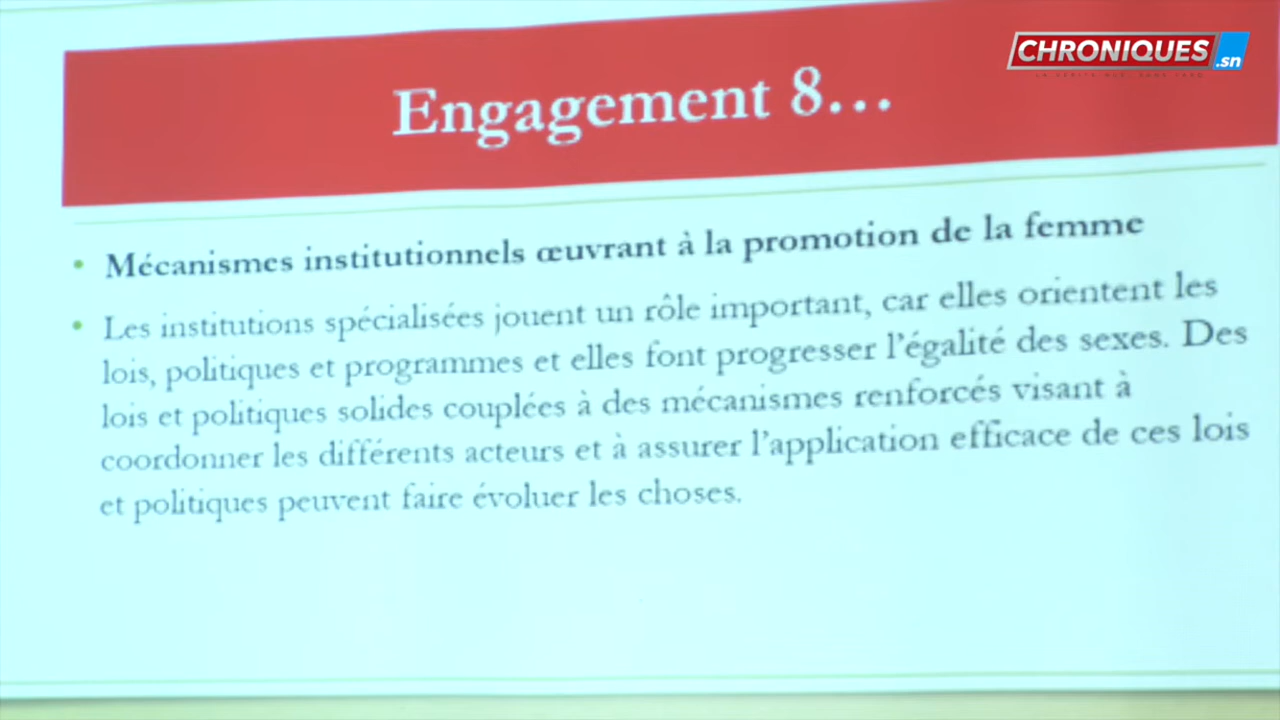 CHRONIQUES.sn
Engagement 8...
• Mécanismes institutionnels œuvrant à la promotion de la femme
• Les institutions spécialisées jouent un rôle important, car elles orientent les
lois, politiques et programmes et elles font progresser l'égalité des sexes. Des
lois et politiques solides couplées à des mécanismes renforcés visant à
coordonner les différents acteurs et à assurer l'application efficace de ces lois
et politiques peuvent faire évoluer les choses.